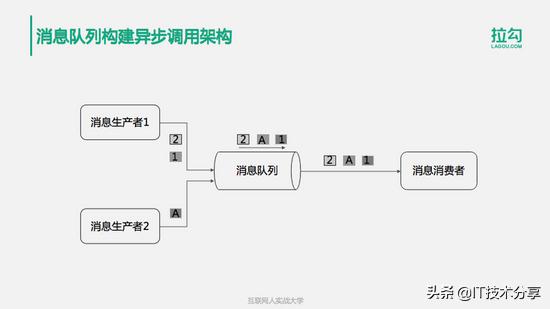 消息队列构建异步调用架构
拉勾
LAGOU.COM
消息生产者1
2
1
2 A 1
消息队列
2 A 1
消息消费者
A
消息生产者2
互联网人实战大学
头条 @IT技术分享